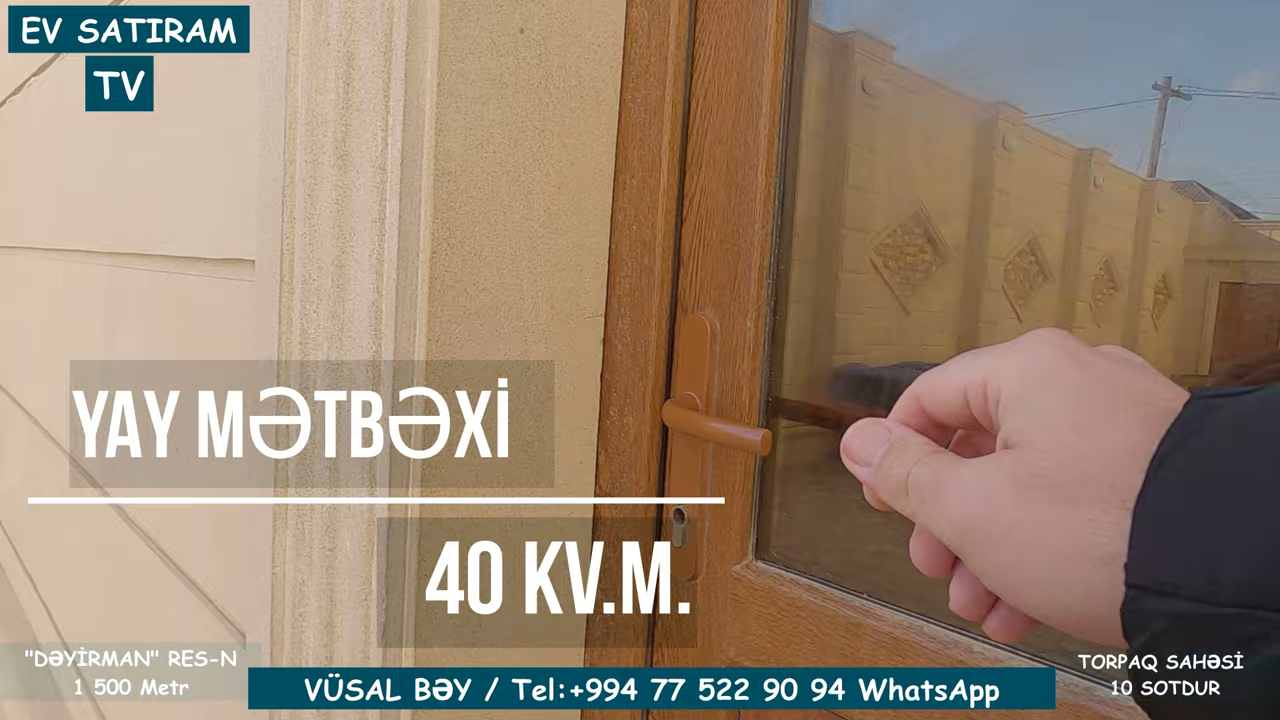 EV SATIRAM
TV
YAY MƏTBƏXİ
40 KV.M.
"DƏYİRMAN" RES-N
1 500 Metr
VÜSAL BƏY / Tel:+994 77 522 90 94 WhatsApp
TORPAQ SAHƏSİ
10 SOTDUR